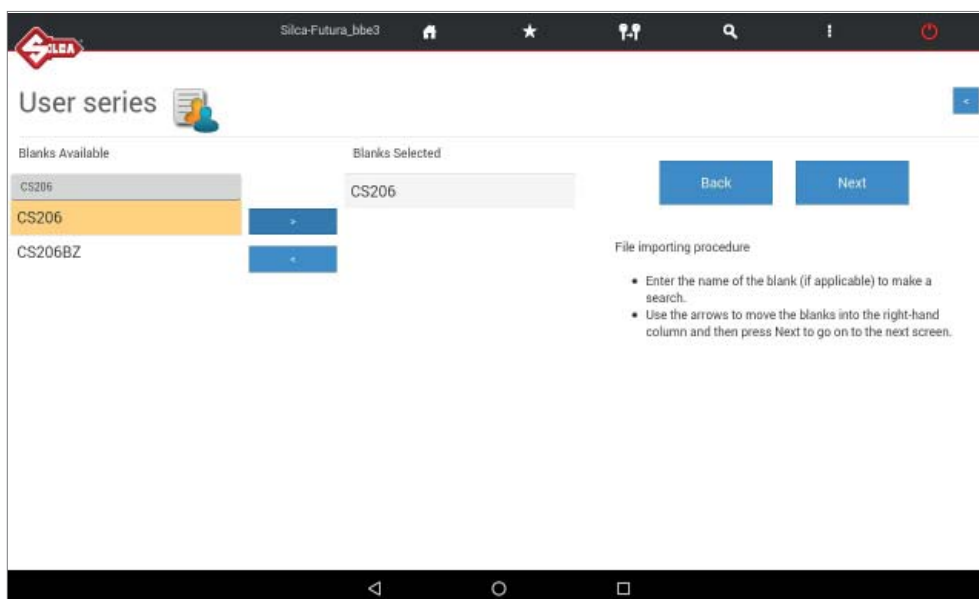 SILCA
Silca-Futura_bbe3
User series
<
Blanks Available
Blanks Selected
CS206
CS206
CS206BZ
>
<
CS206
Back
Next
File importing procedure
• Enter the name of the blank (if applicable) to make a
search.
• Use the arrows to move the blanks into the right-hand
column and then press Next to go on to the next screen.